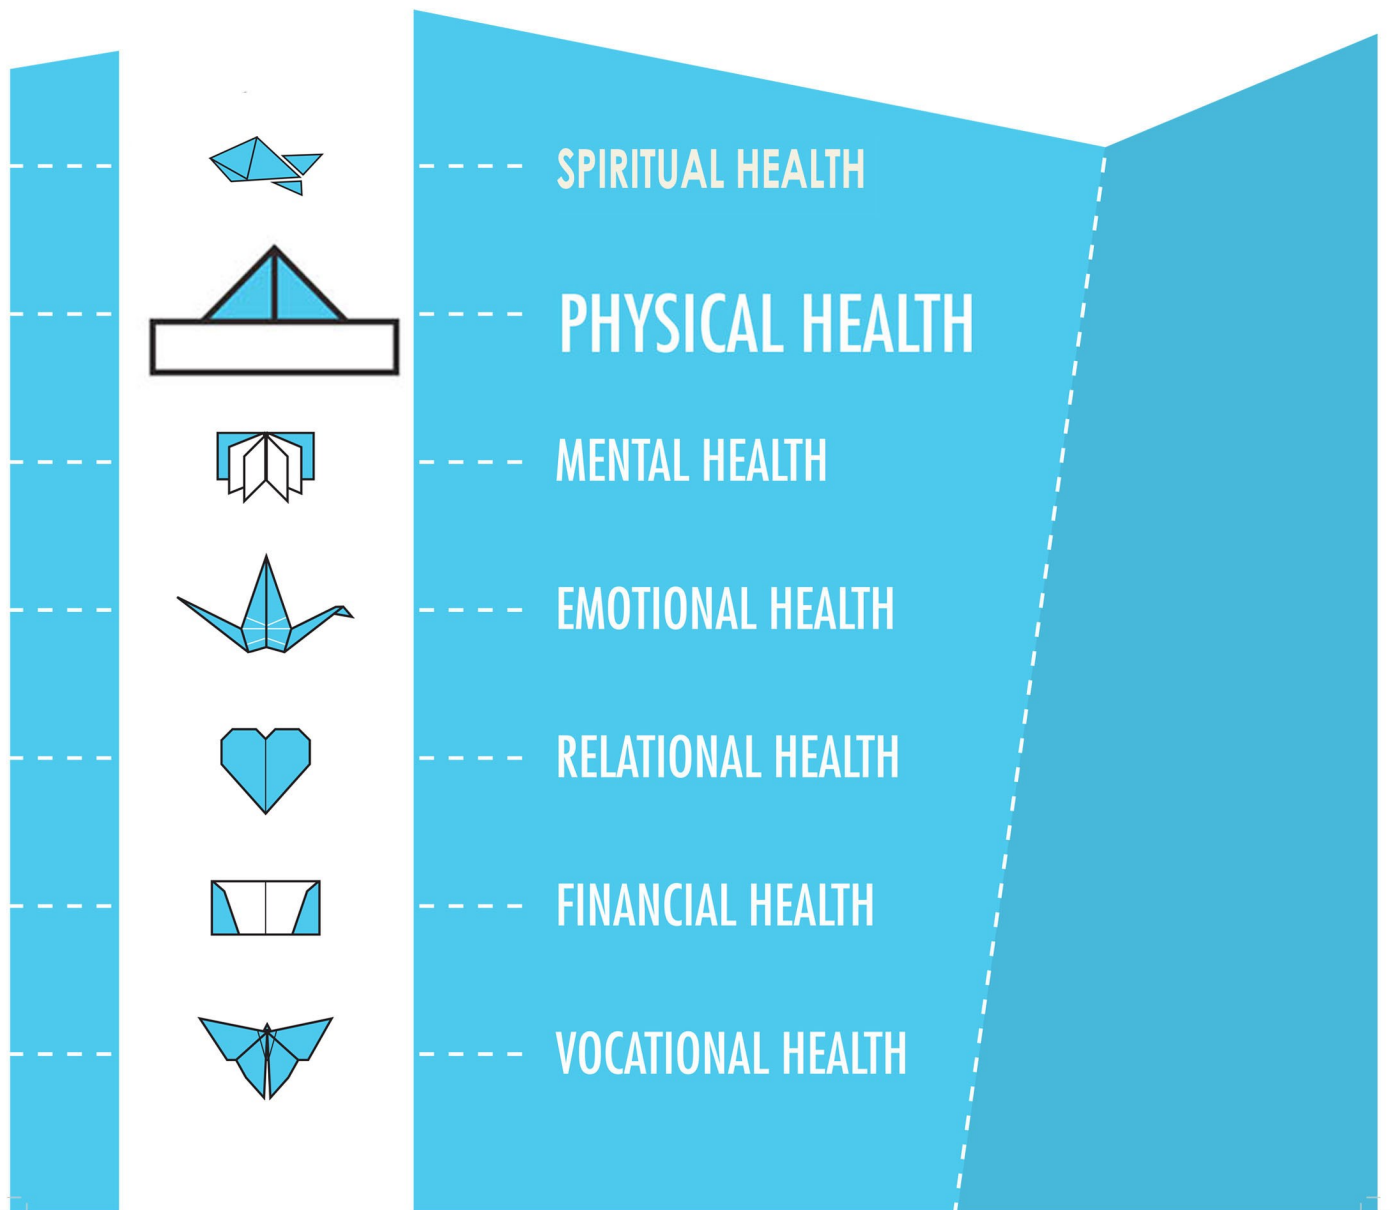 SPIRITUAL HEALTH
PHYSICAL HEALTH
MENTAL HEALTH
EMOTIONAL HEALTH
RELATIONAL HEALTH
FINANCIAL HEALTH
VOCATIONAL HEALTH